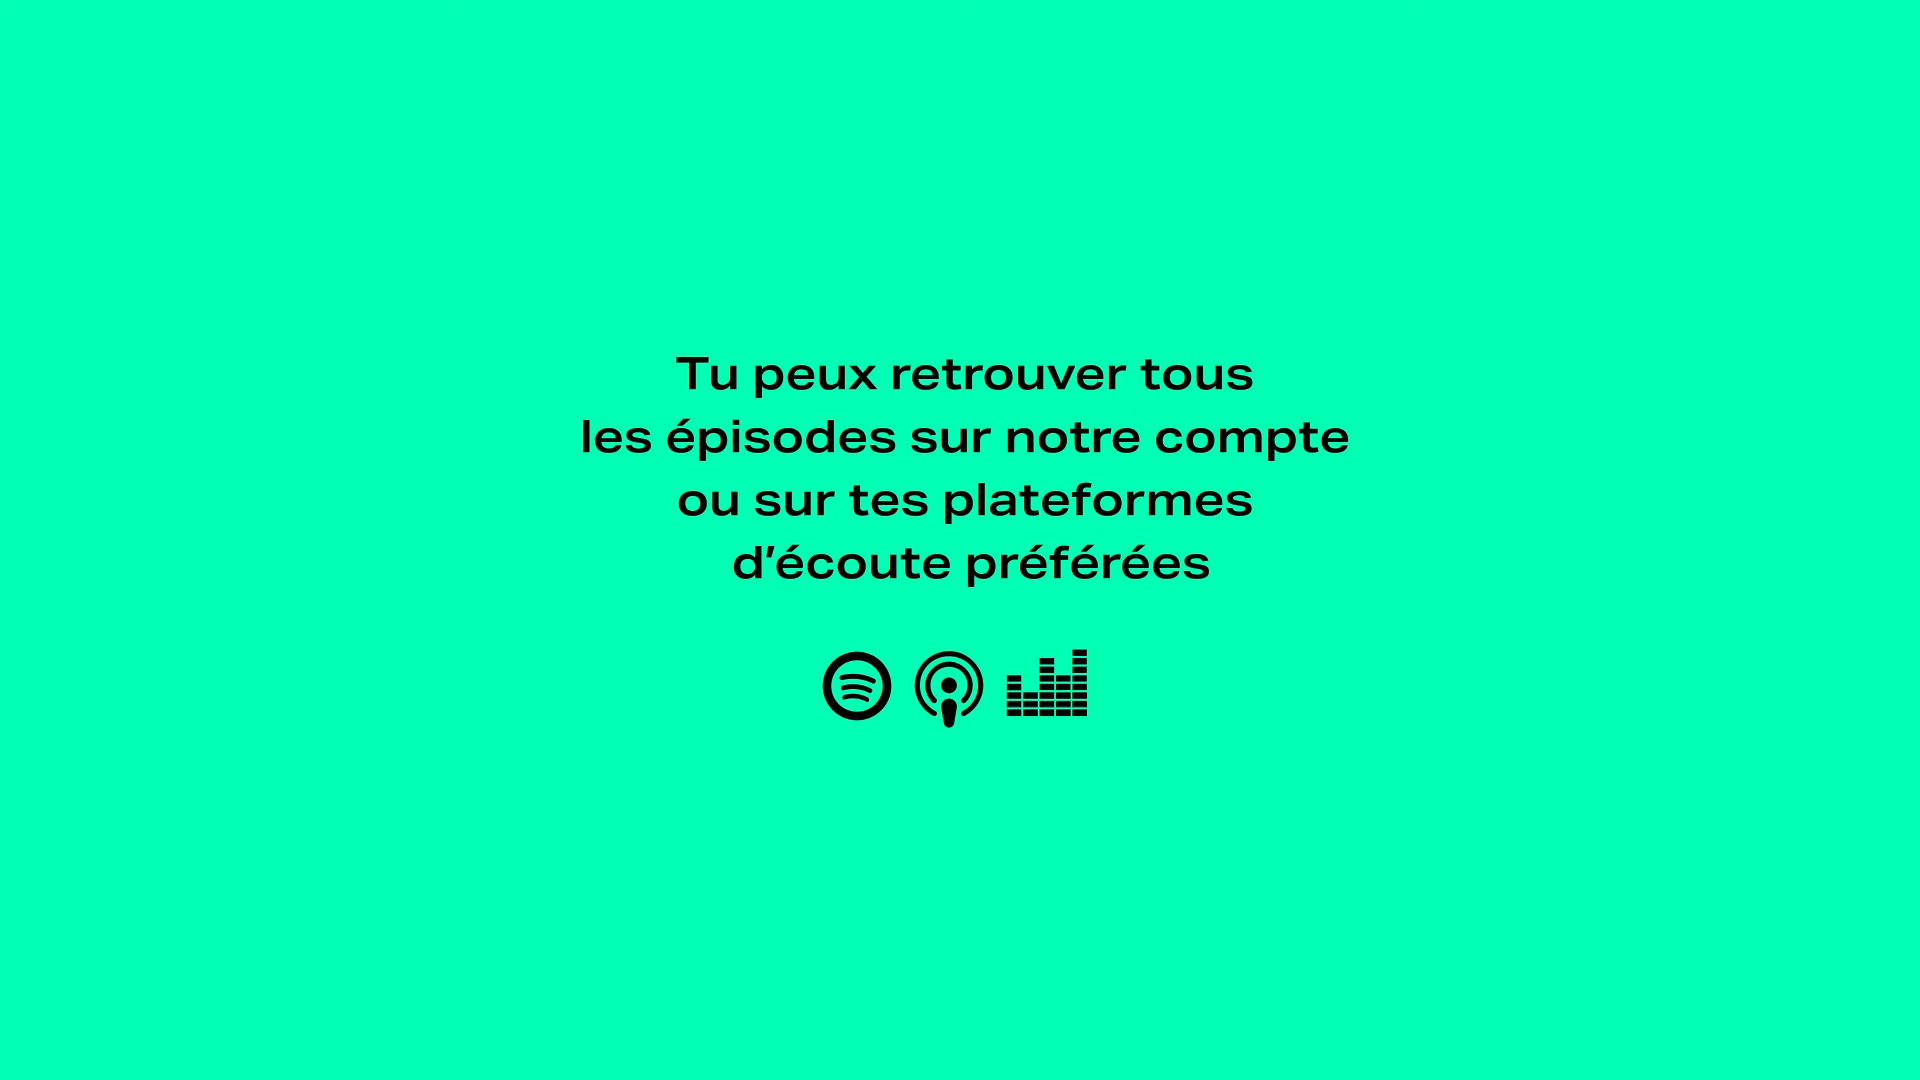 Tu peux retrouver tous
les épisodes sur notre compte
ou sur tes plateformes
d'écoute préférées